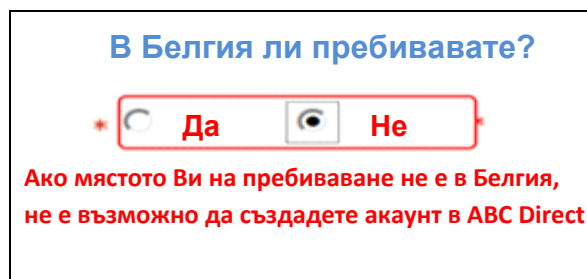 В Белгия ли пребивавате?
* Да Не *
Ако мястото Ви на пребиваване не е в Белгия,
не е възможно да създадете акаунт в ABC Direct